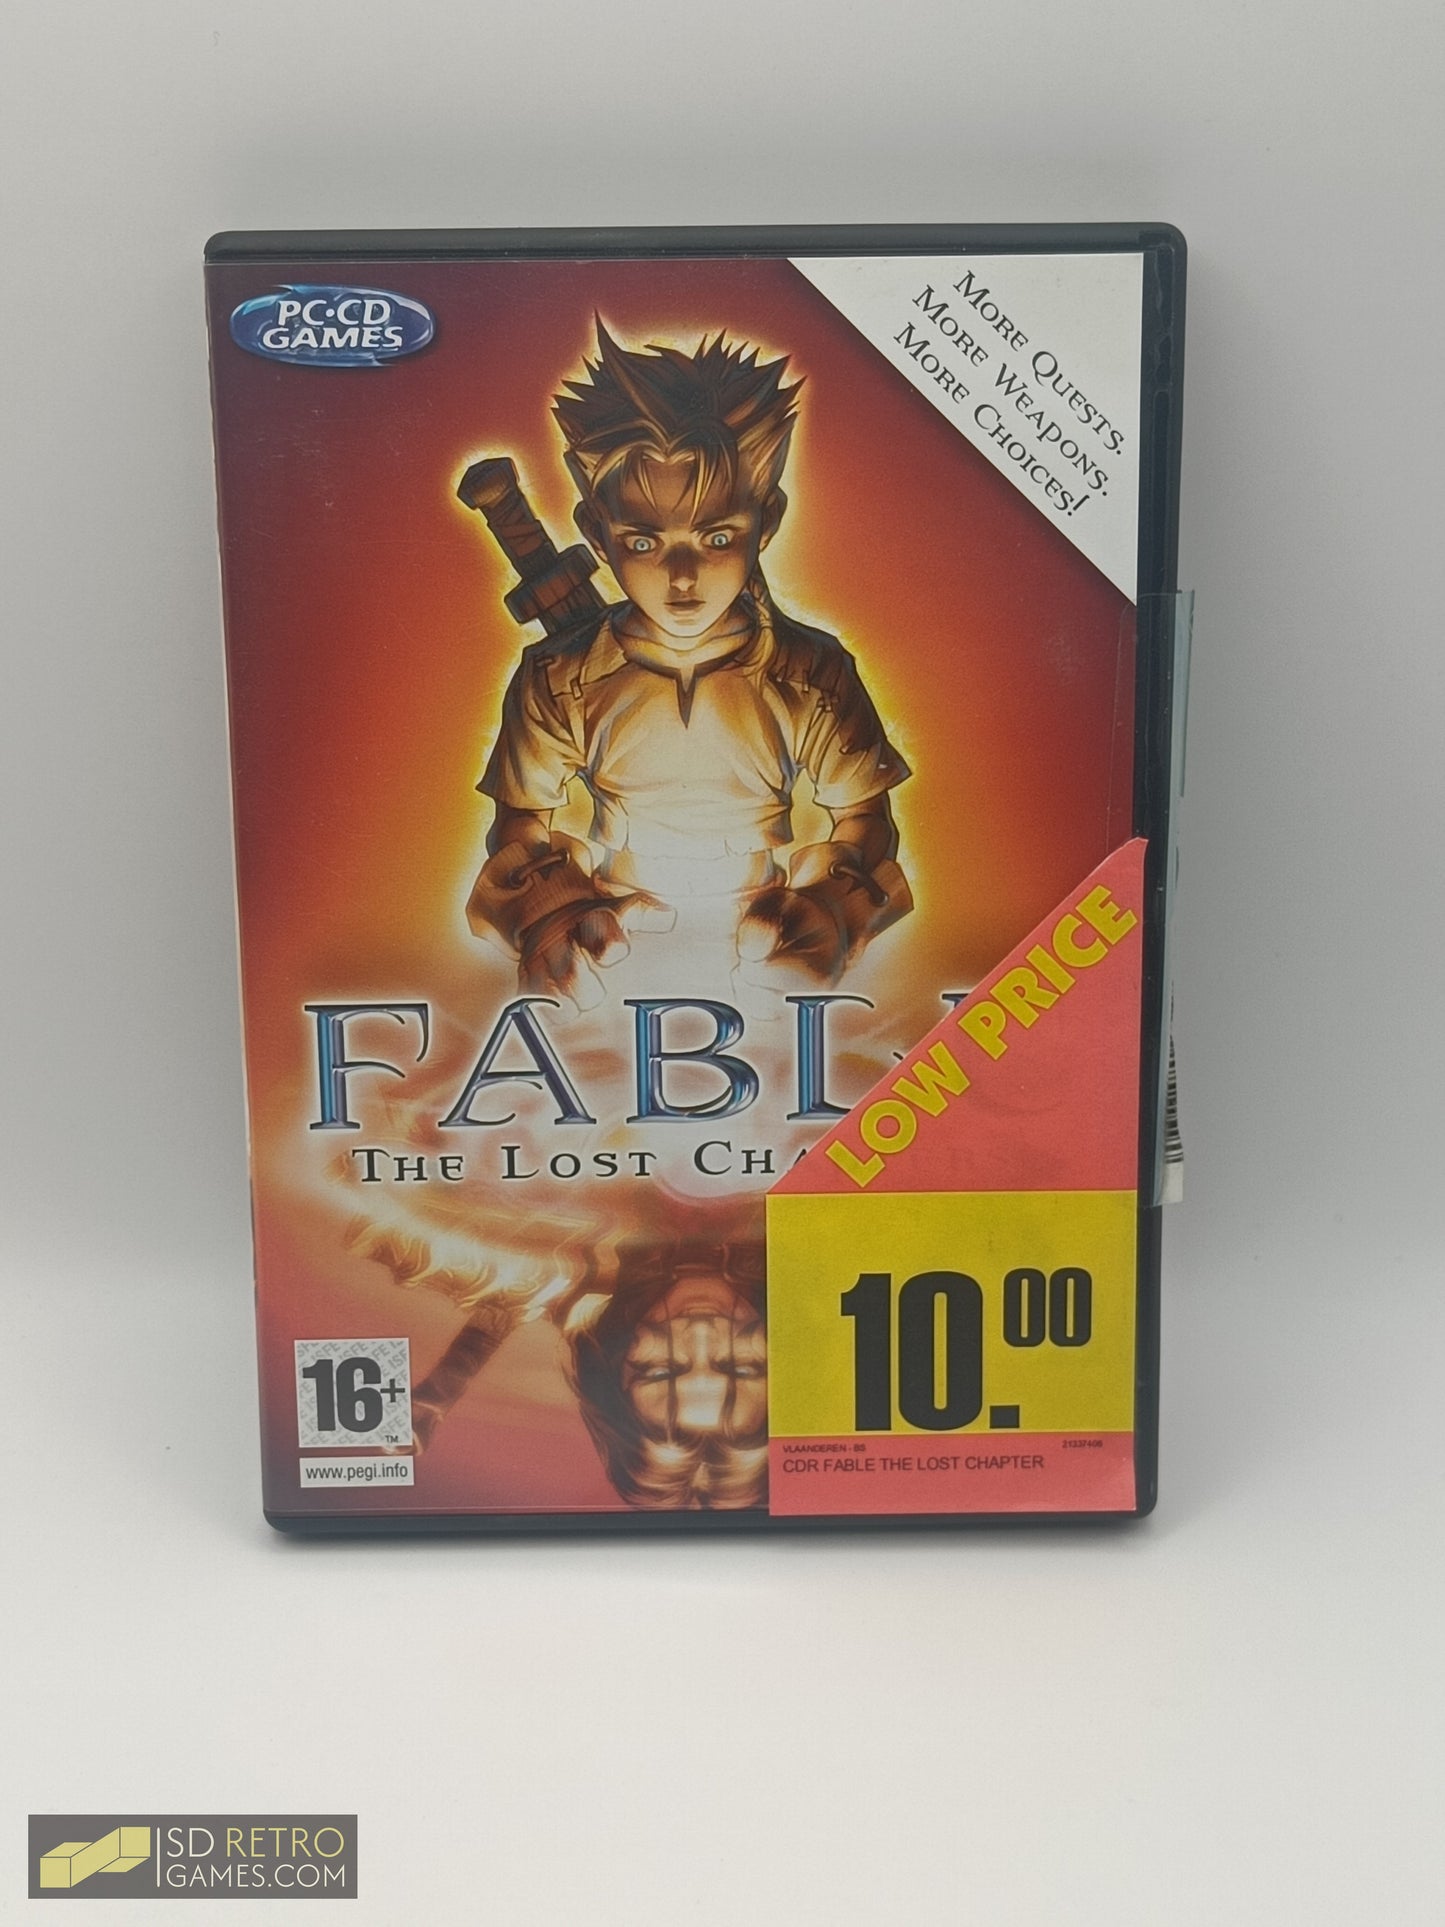 PC·CD
GAMES
More Quests.
More Weapons.
More Choices!
FABL
The Lost Cha
LOW PRICE
10.00
VLAANDEREN - BS 21337406
CDR FABLE THE LOST CHAPTER
16+
TM
www.pegi.info
SD RETRO
GAMES.COM